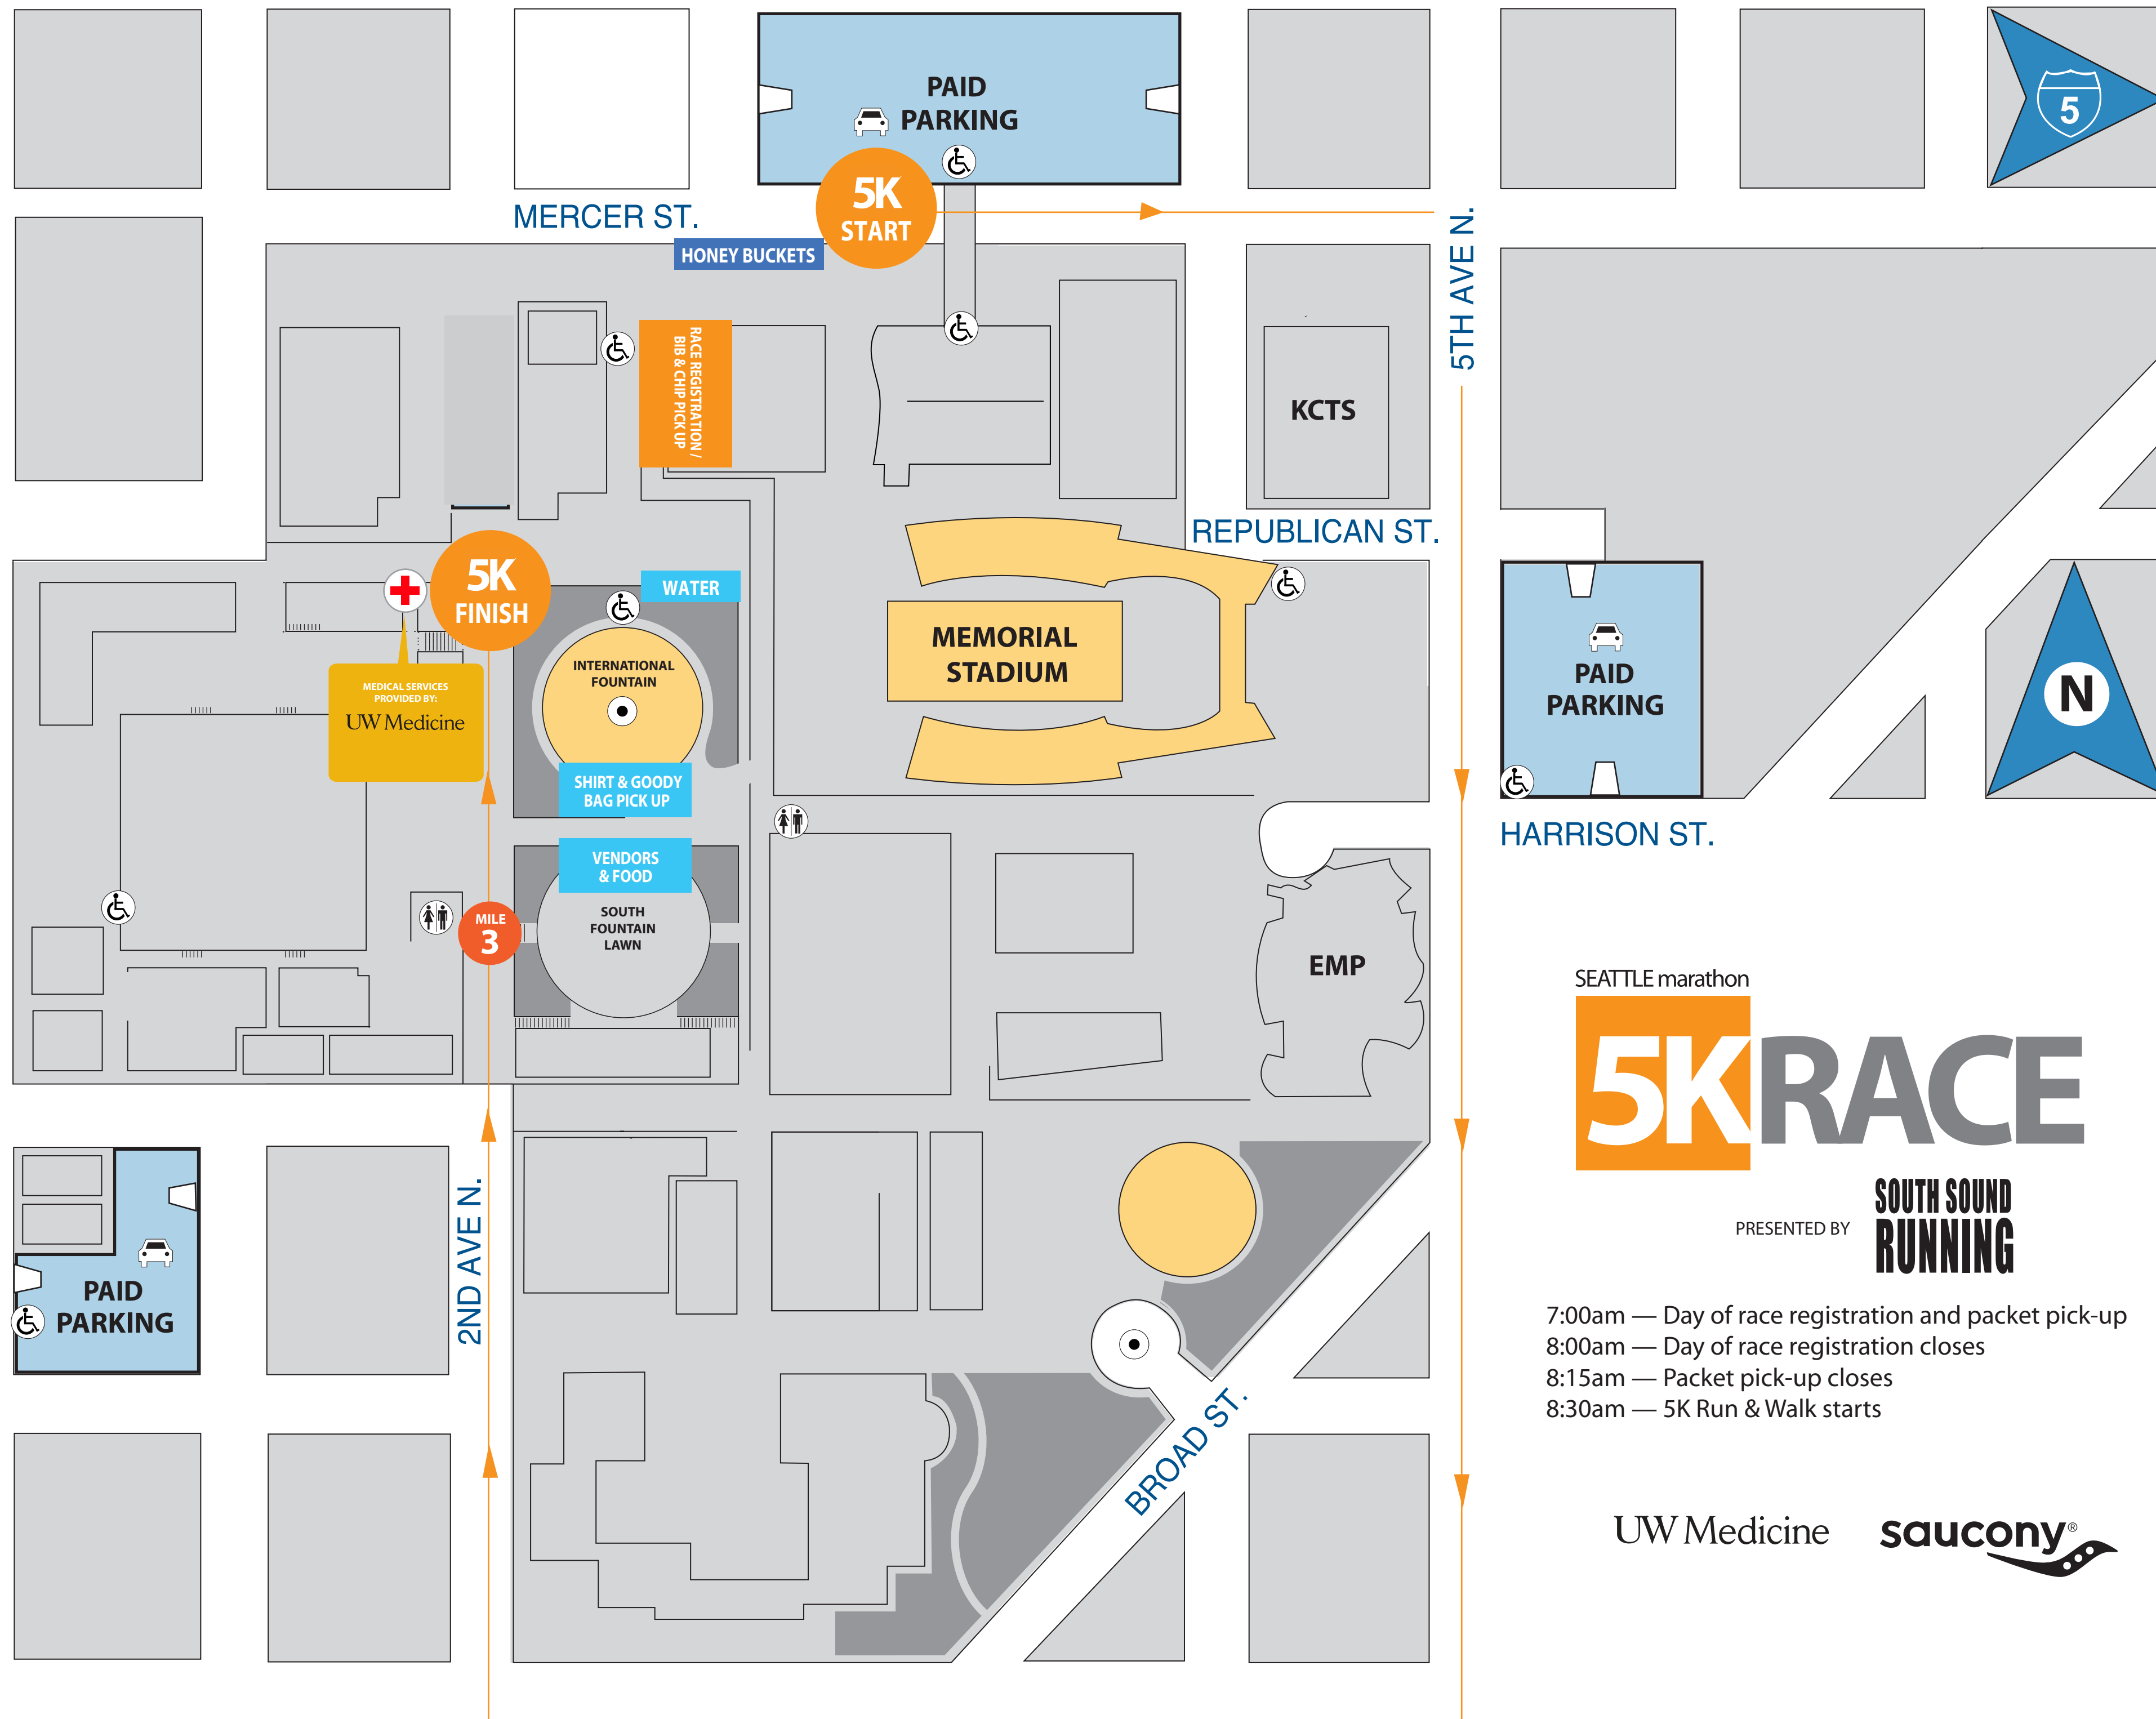 PAID
PARKING
5
5K
START
MERCER ST.
HONEY BUCKETS
5TH AVE N.
RACE REGISTRATION /
BIB & CHIP PICK UP
KCTS
REPUBLICAN ST.
5K
FINISH
WATER
INTERNATIONAL
FOUNTAIN
MEMORIAL
STADIUM
PAID
PARKING
N
MEDICAL SERVICES
PROVIDED BY:
UW Medicine
SHIRT & GOODY
BAG PICK UP
HARRISON ST.
VENDORS
& FOOD
MILE
3
SOUTH
FOUNTAIN
LAWN
EMP
SEATTLE marathon
5K RACE
PRESENTED BY
SOUTH SOUND
RUNNING
2ND AVE N.
PAID
PARKING
BROAD ST.
7:00am — Day of race registration and packet pick-up
8:00am — Day of race registration closes
8:15am — Packet pick-up closes
8:30am — 5K Run & Walk starts
UW Medicine
saucony®